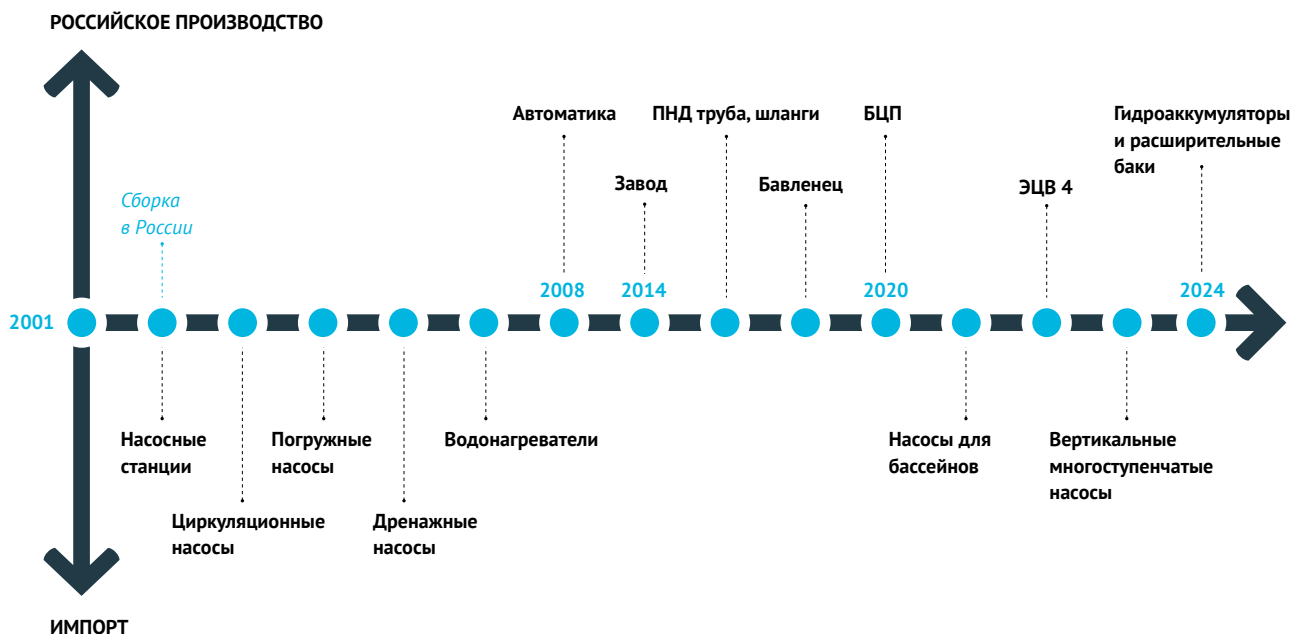 РОССИЙСКОЕ ПРОИЗВОДСТВО
Автоматика
ПНД труба, шланги
БЦП
Гидроаккумуляторы
и расширительные
баки
Завод
Бавленец
ЭЦВ 4
Сборка
в России
2008
2014
2020
2024
2001
Насосные
станции
Погружные
насосы
Водонагреватели
Насосы для
бассейнов
Вертикальные
многоступенчатые
насосы
Циркуляционные
насосы
Дренажные
насосы
ИМПОРТ